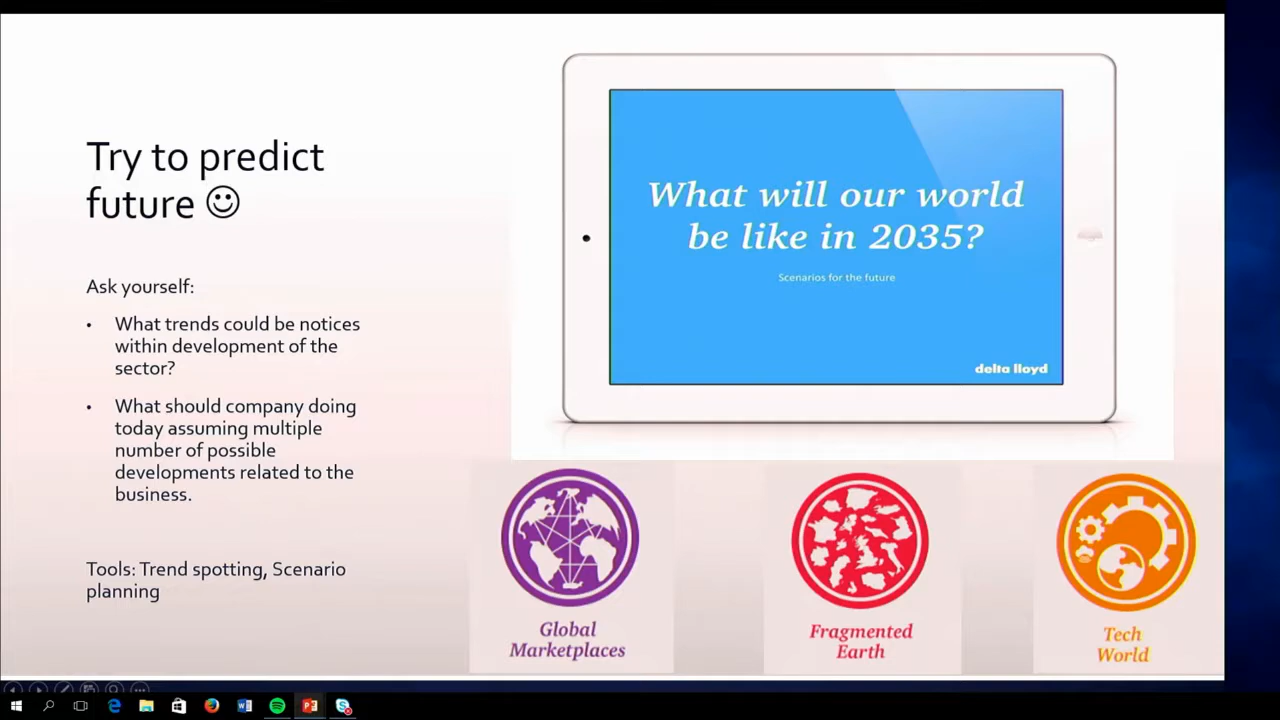 Try to predict
future ☺
Ask yourself:
• What trends could be notices
within development of the
sector?
• What should company doing
today assuming multiple
number of possible
developments related to the
business.
Tools: Trend spotting, Scenario
planning
What will our world
be like in 2035?
Scenarios for the future
delta lloyd
Global
Marketplaces
Fragmented
Earth
Tech
World